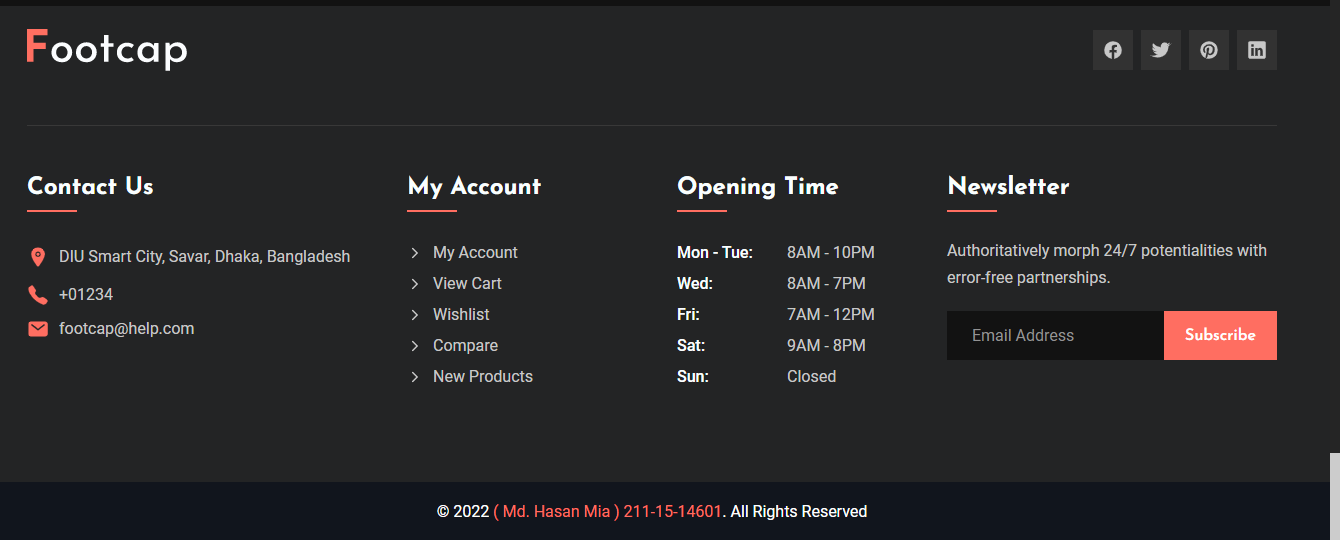 Footcap
Contact Us
DIU Smart City, Savar, Dhaka, Bangladesh
+01234
footcap@help.com
My Account
My Account
View Cart
Wishlist
Compare
New Products
Opening Time
Mon - Tue: 8AM - 10PM
Wed: 8AM - 7PM
Fri: 7AM - 12PM
Sat: 9AM - 8PM
Sun: Closed
Newsletter
Authoritatively morph 24/7 potentialities with
error-free partnerships.
Email Address Subscribe
© 2022 ( Md. Hasan Mia ) 211-15-14601. All Rights Reserved